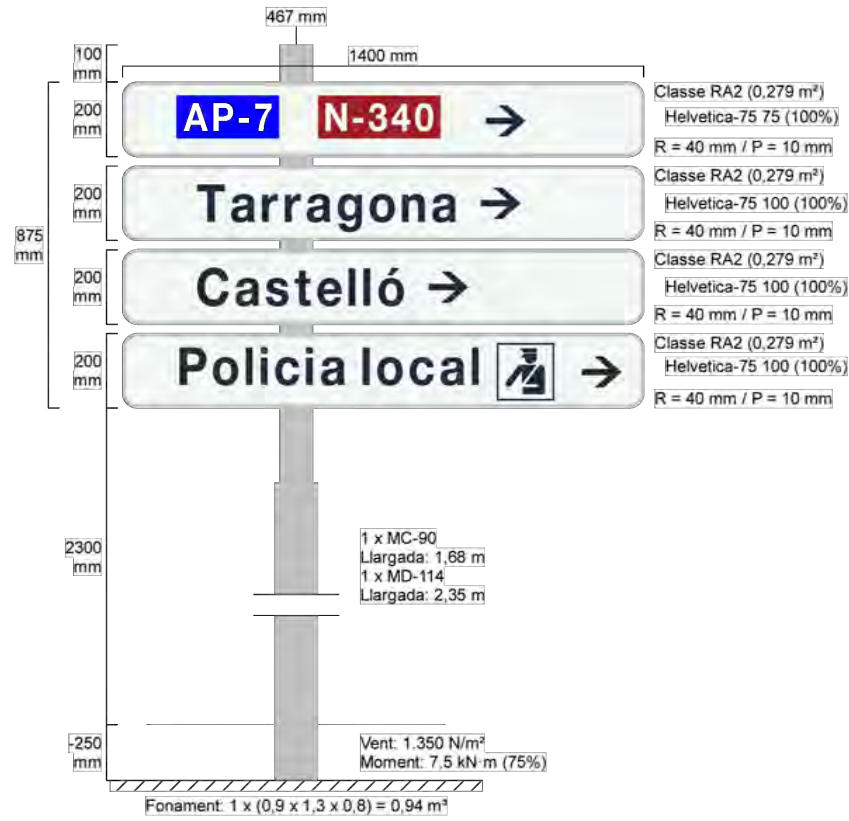 467 mm
100
mm
1400 mm
875
mm
200
mm
AP-7 N-340
Classe RA2 (0,279 m²)
Helvetica-75 75 (100%)
R = 40 mm / P = 10 mm
200
mm
Tarragona
Classe RA2 (0,279 m²)
Helvetica-75 100 (100%)
R = 40 mm / P = 10 mm
200
mm
Castelló
Classe RA2 (0,279 m²)
Helvetica-75 100 (100%)
R = 40 mm / P = 10 mm
200
mm
Policia local
Classe RA2 (0,279 m²)
Helvetica-75 100 (100%)
R = 40 mm / P = 10 mm
2300
mm
1 x MC-90
Llargada: 1,68 m
1 x MD-114
Llargada: 2,35 m
-250
mm
Vent: 1.350 N/m²
Moment: 7,5 kN·m (75%)
Fonament: 1 x (0,9 x 1,3 x 0,8) = 0,94 m³